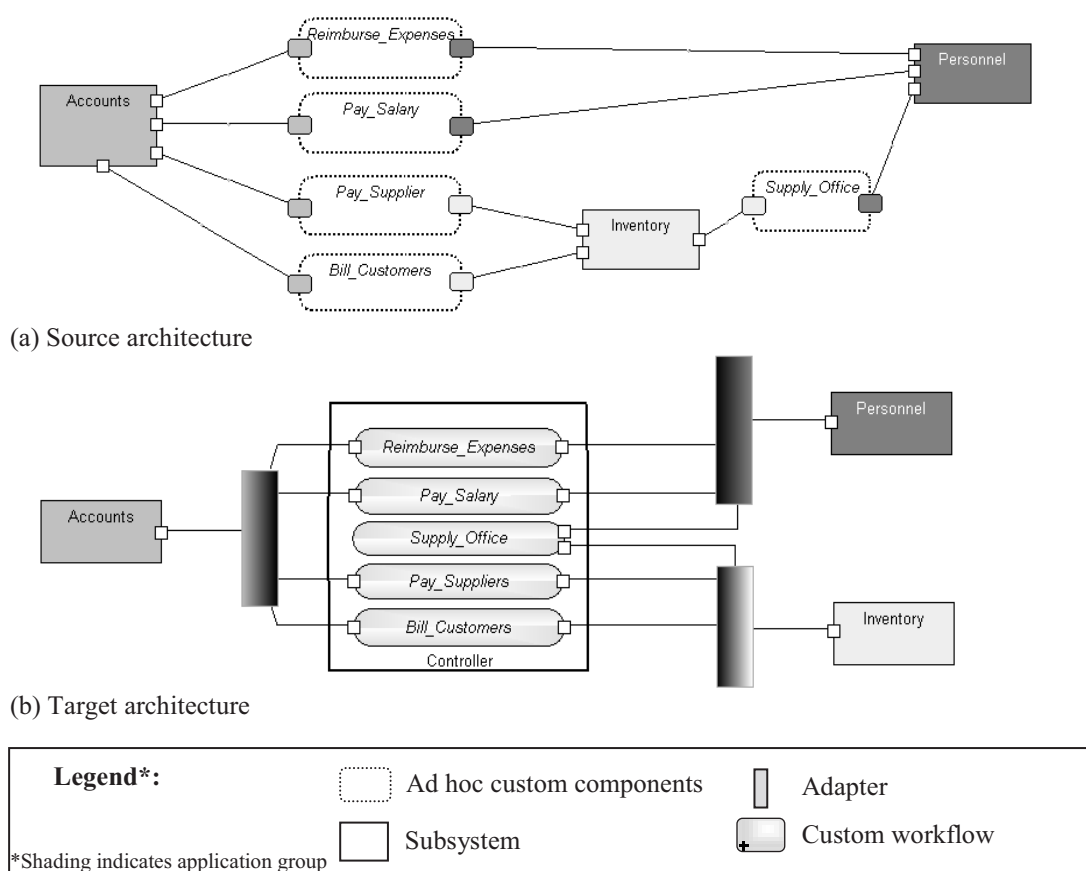 Reimburse_Expenses
Personnel
Accounts
Pay_Salary
Pay_Supplier
Supply_Office
Inventory
Bill_Customers
(a) Source architecture
Personnel
Reimburse_Expenses
Accounts
Pay_Salary
Supply_Office
Pay_Suppliers
Inventory
Bill_Customers
Controller
(b) Target architecture
Legend*:
Ad hoc custom components
Adapter
Subsystem
Custom workflow
*Shading indicates application group